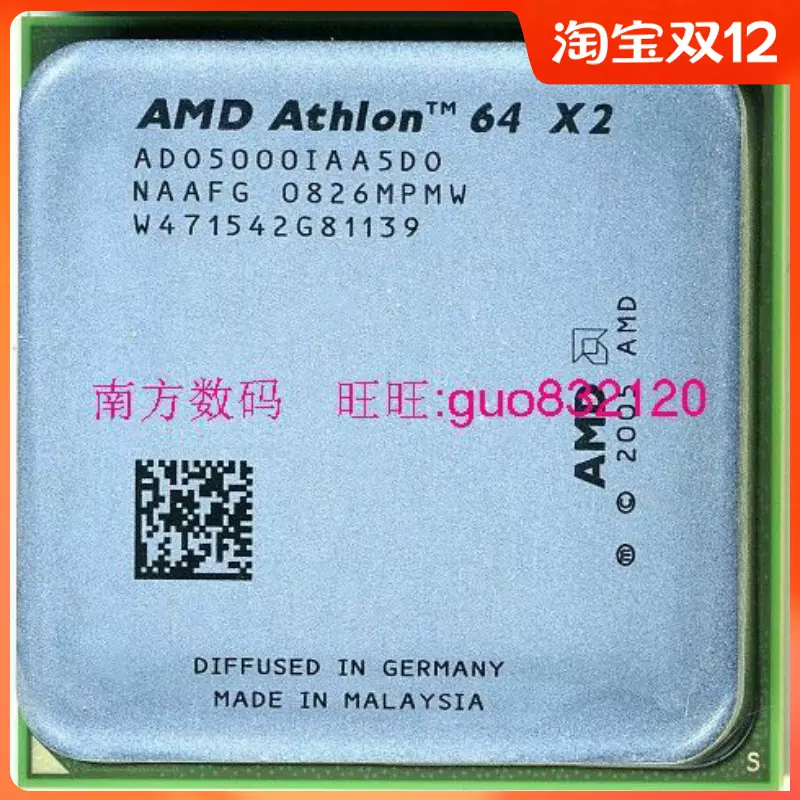 淘宝双12
AMD Athlon™ 64 X2
ADO5000IAA5DO
NAAFG 0826MPMW
W471542G81139
南方数码 旺旺:guo832120
AMD
ⓜ © 2005 AMD
DIFFUSED IN GERMANY
MADE IN MALAYSIA
S